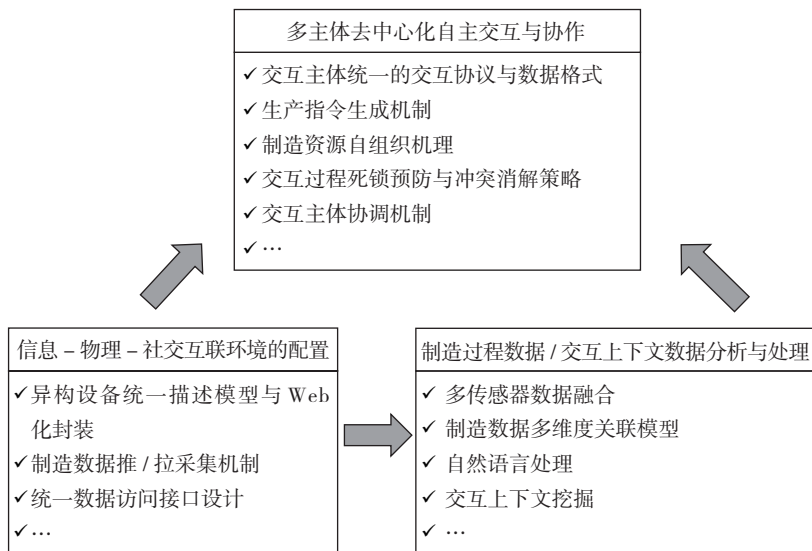 多主体去中心化自主交互与协作
✓交互主体统一的交互协议与数据格式
✓生产指令生成机制
✓制造资源自组织机理
✓交互过程死锁预防与冲突消解策略
✓交互主体协调机制
✓…
信息–物理–社交互联环境的配置
✓异构设备统一描述模型与 Web
化封装
✓制造数据推/拉采集机制
✓统一数据访问接口设计
✓…
制造过程数据/交互上下文数据分析与处理
✓ 多传感器数据融合
✓ 制造数据多维度关联模型
✓ 自然语言处理
✓ 交互上下文挖掘
✓ …